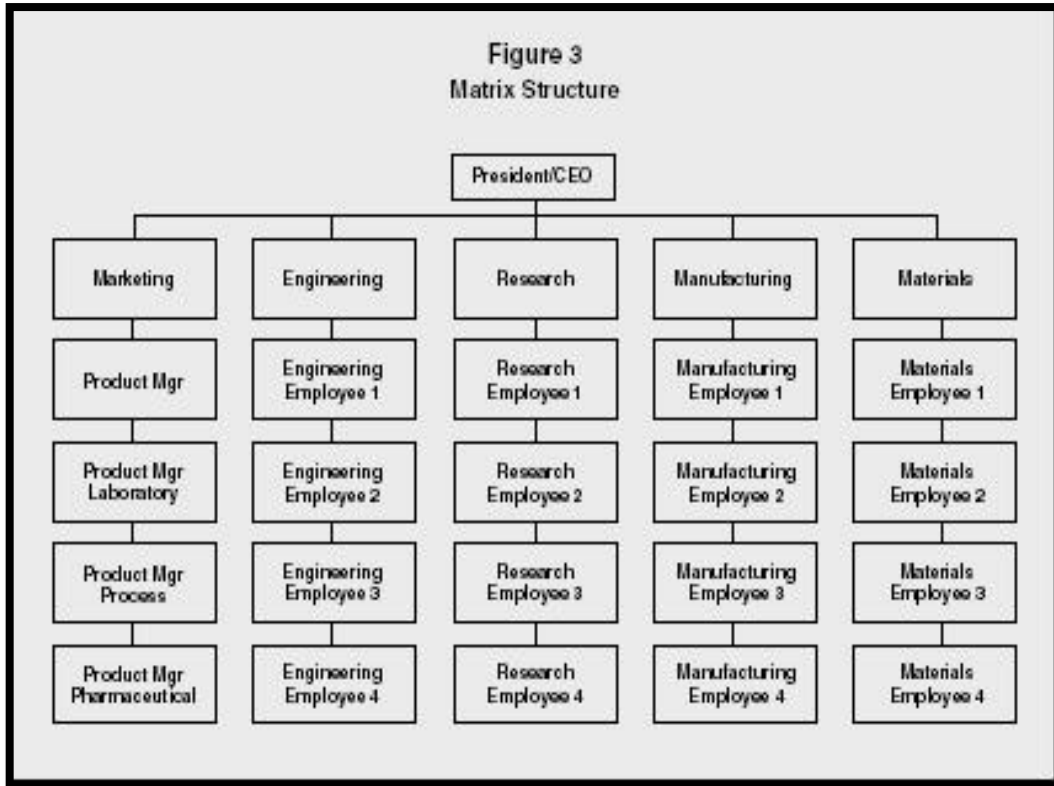 Figure 3
Matrix Structure
President/CEO
Marketing
Engineering
Research
Manufacturing
Materials
Product Mgr
Engineering
Employee 1
Research
Employee 1
Manufacturing
Employee 1
Materials
Employee 1
Product Mgr
Laboratory
Engineering
Employee 2
Research
Employee 2
Manufacturing
Employee 2
Materials
Employee 2
Product Mgr
Process
Engineering
Employee 3
Research
Employee 3
Manufacturing
Employee 3
Materials
Employee 3
Product Mgr
Pharmaceutical
Engineering
Employee 4
Research
Employee 4
Manufacturing
Employee 4
Materials
Employee 4